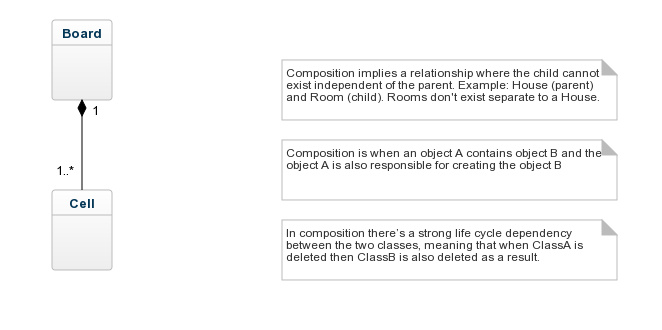 Board
1
1..*
Cell
Composition implies a relationship where the child cannot
exist independent of the parent. Example: House (parent)
and Room (child). Rooms don't exist separate to a House.
Composition is when an object A contains object B and the
object A is also responsible for creating the object B
In composition there's a strong life cycle dependency
between the two classes, meaning that when ClassA is
deleted then ClassB is also deleted as a result.